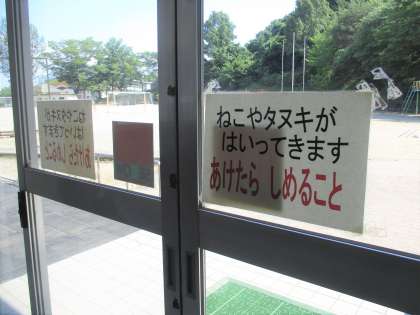 ねこやタヌキが
はいってきます
あけたら しめること